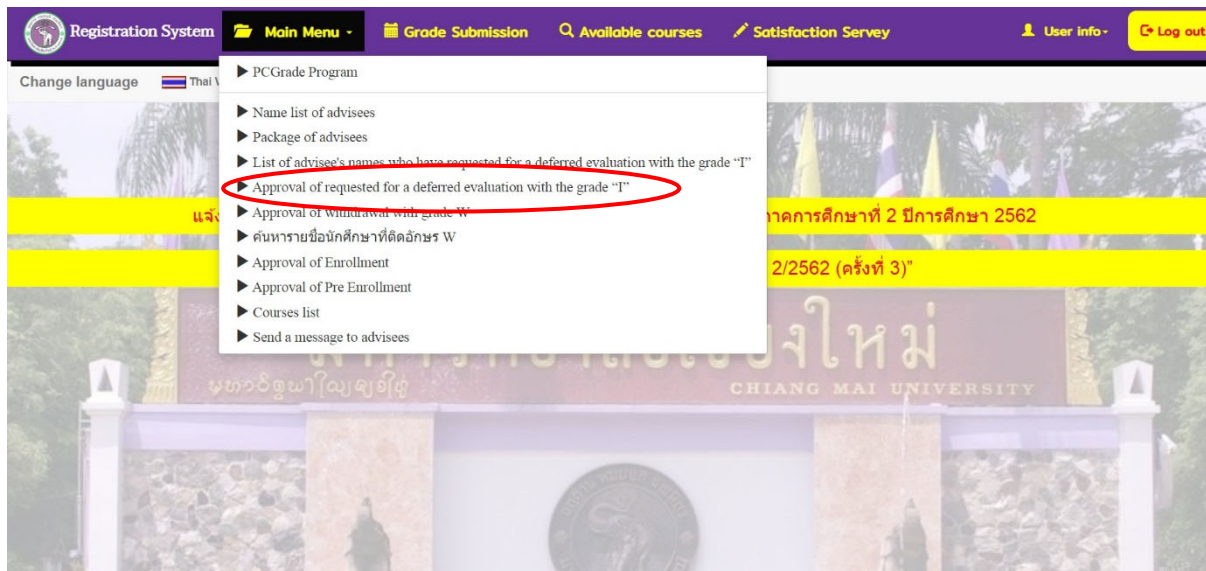 Registration System Main Menu Grade Submission Available courses Satisfaction Servey User info Log out
Change language Thai
PCGrade Program
Name list of advisees
Package of advisees
List of advisee's names who have requested for a deferred evaluation with the grade “I”
Approval of requested for a deferred evaluation with the grade “I”
Approval of withdrawal with grade W
ค้นหารายชื่อนักศึกษาที่ติดอักษร W
Approval of Enrollment
Approval of Pre Enrollment
Courses list
Send a message to advisees
แจ้ง าคการศึกษาที่ 2 ปีการศึกษา 2562
2/2562 (ครั้งที่ 3)”
CHIANG MAI UNIVERSITY